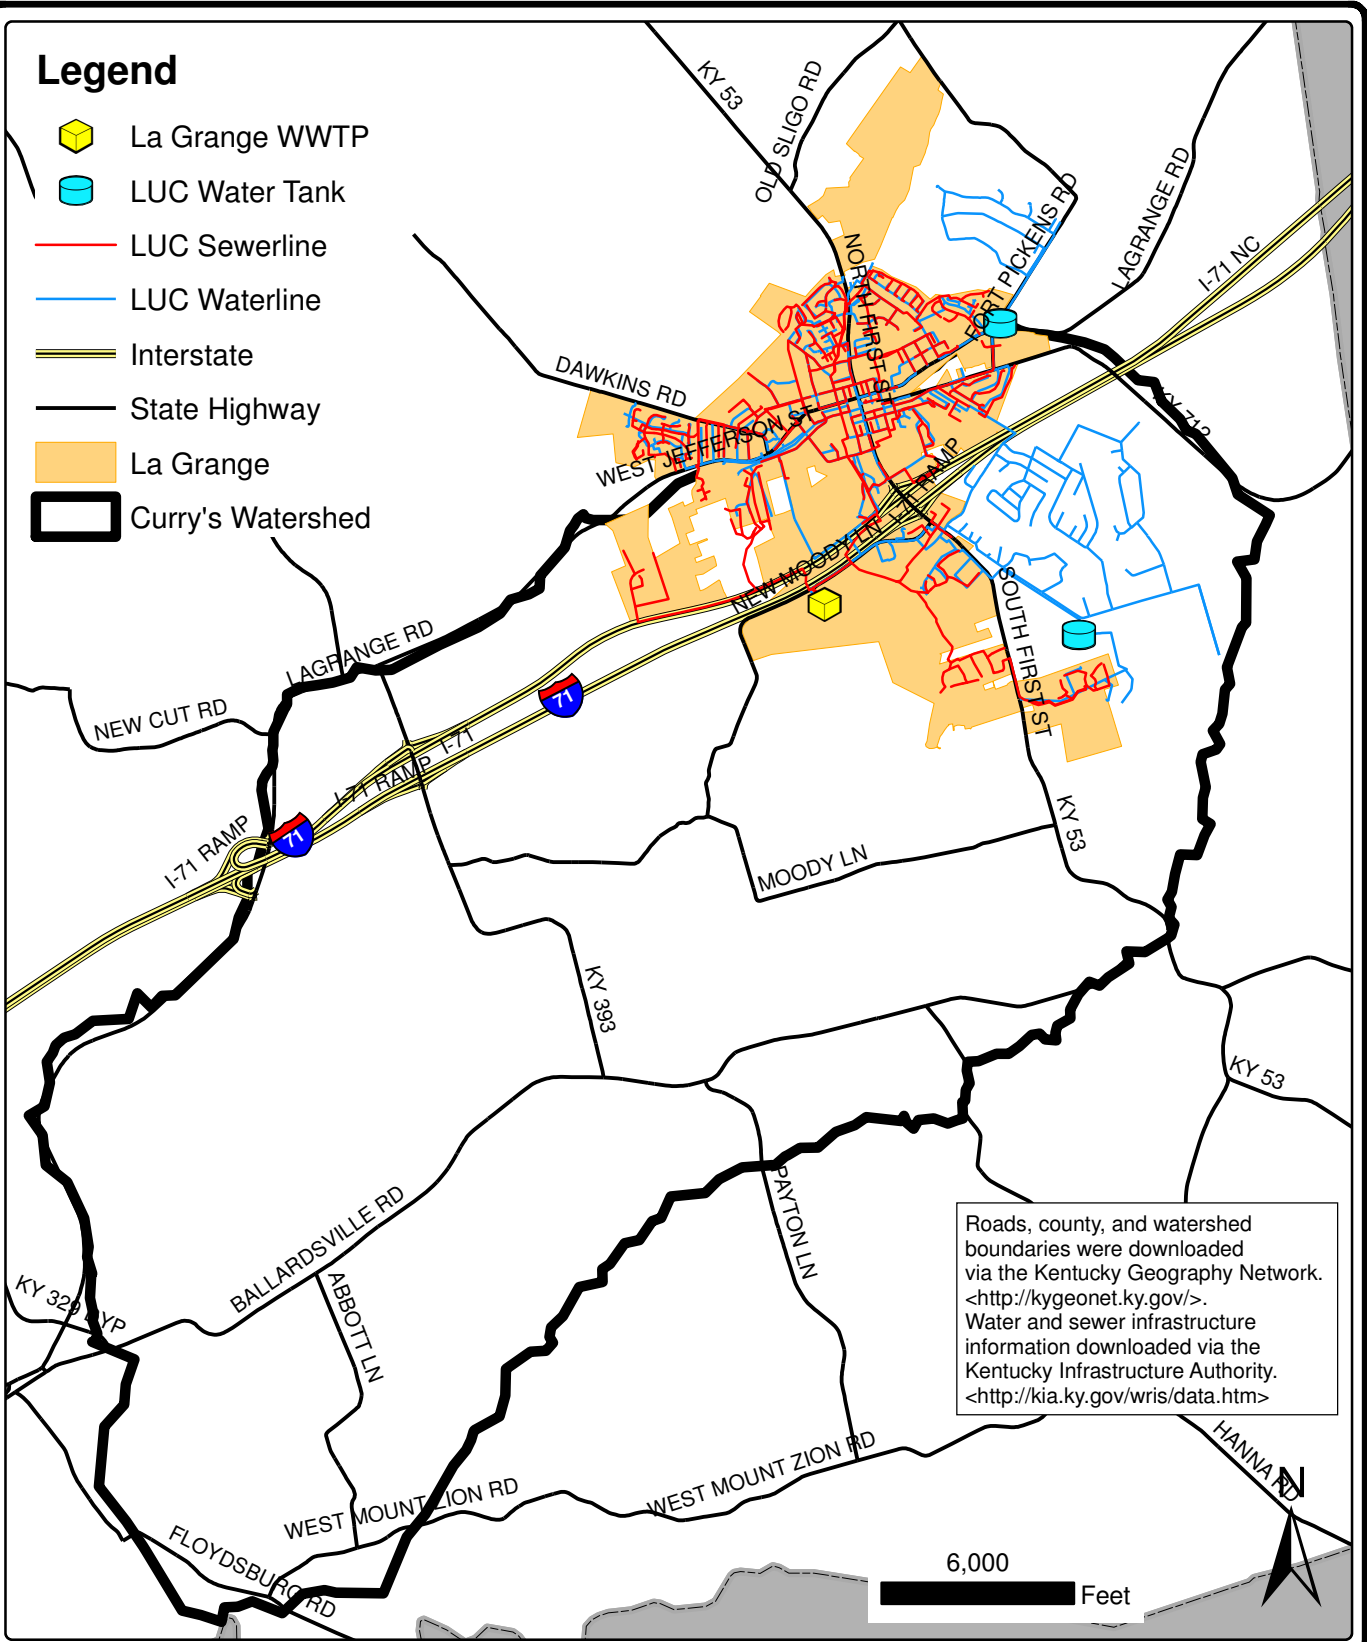 Legend
La Grange WWTP
LUC Water Tank
LUC Sewerline
LUC Waterline
Interstate
State Highway
La Grange
Curry's Watershed
KY 53
OLD SLIGO RD
LAGRANGE RD
FORT PICKENS RD
I-71 NC
NORTH FIRST ST
DAWKINS RD
WEST JEFFERSON ST
KY 712
I-71 RAMP
NEW MOODY LN
SOUTH FIRST ST
LAGRANGE RD
NEW CUT RD
71
I-71
I-71 RAMP
71
I-71 RAMP
KY 53
MOODY LN
KY 393
KY 53
PAYTON LN
BALLARDSVILLE RD
ABBOTT LN
KY 329 BYP
Roads, county, and watershed
boundaries were downloaded
via the Kentucky Geography Network.
<http://kygeonet.ky.gov/>.
Water and sewer infrastructure
information downloaded via the
Kentucky Infrastructure Authority.
<http://kia.ky.gov/wris/data.htm>
WEST MOUNT ZION RD
WEST MOUNT ZION RD
HANNA RD
N
FLOYDSBURG RD
6,000
Feet